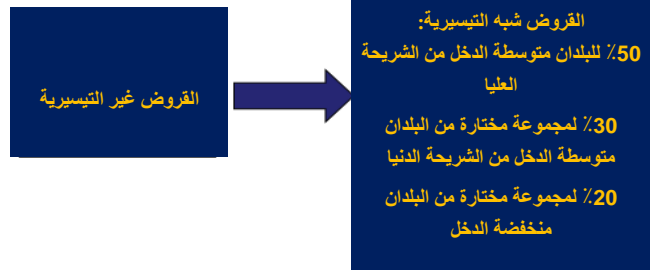 القروض غير التيسيرية
القروض شبه التيسيرية:
50٪ للبلدان متوسطة الدخل من الشريحة
العليا
30٪ لمجموعة مختارة من البلدان
متوسطة الدخل من الشريحة الدنيا
20٪ لمجموعة مختارة من البلدان
منخفضة الدخل